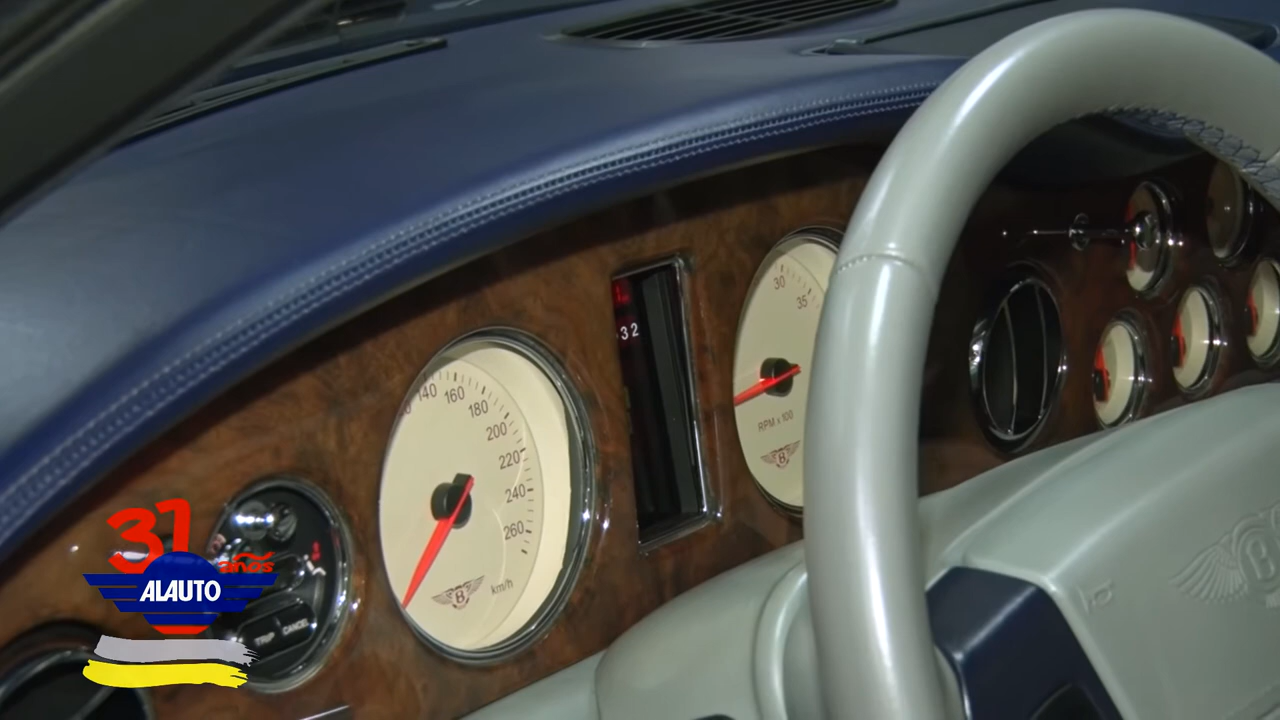 30
35
32
140
160
180
200
220
240
260
km/h
B
RPM x 100
B
31
años
ALAUTO
TRIP CANCEL
B